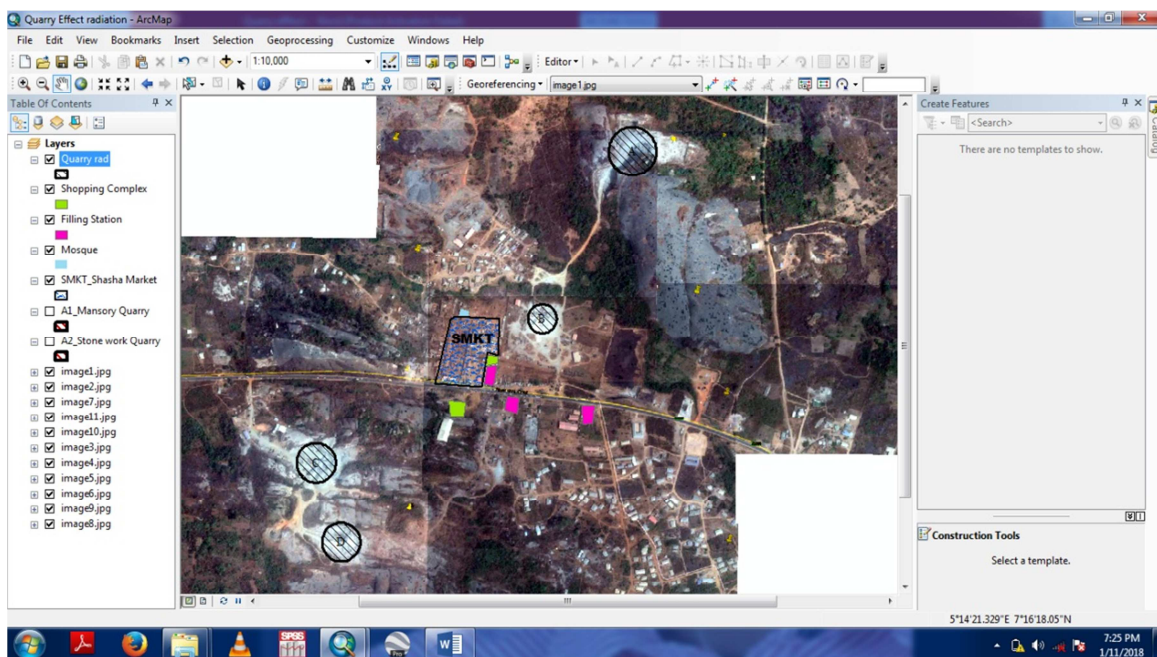 Quarry Effect radiation - ArcMap
File Edit View Bookmarks Insert Selection Geoprocessing Customize Windows Help
1:10,000
Editor
Georeferencing
image1.jpg
Table Of Contents
Layers
Quarry rad
Shopping Complex
Filling Station
Mosque
SMKT_Shasha Market
A1_Mansory Quarry
A2_Stone work Quarry
image1.jpg
image2.jpg
image7.jpg
image11.jpg
image10.jpg
image3.jpg
image4.jpg
image5.jpg
image6.jpg
image9.jpg
image8.jpg
B
SMKT
C
D
Create Features
<Search>
There are no templates to show.
Catalog
Construction Tools
Select a template.
5°14'21.329"E 7°16'18.05"N
SPSS
Pro
W
7:25 PM
1/11/2018